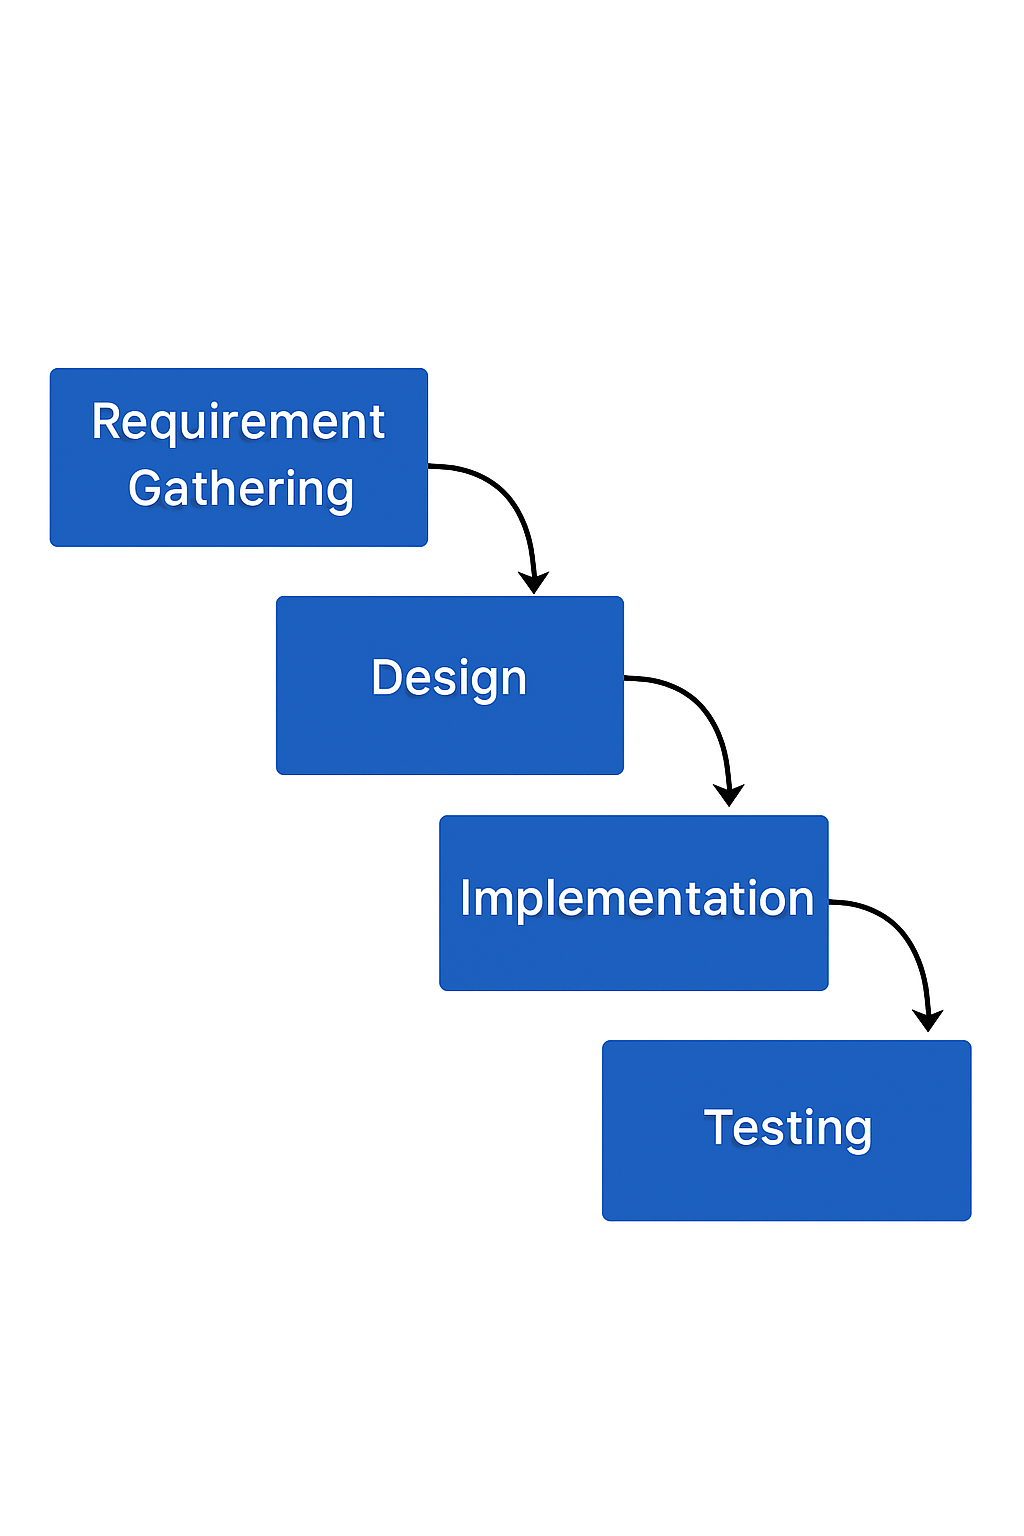 Requirement
Gathering
Design
Implementation
Testing